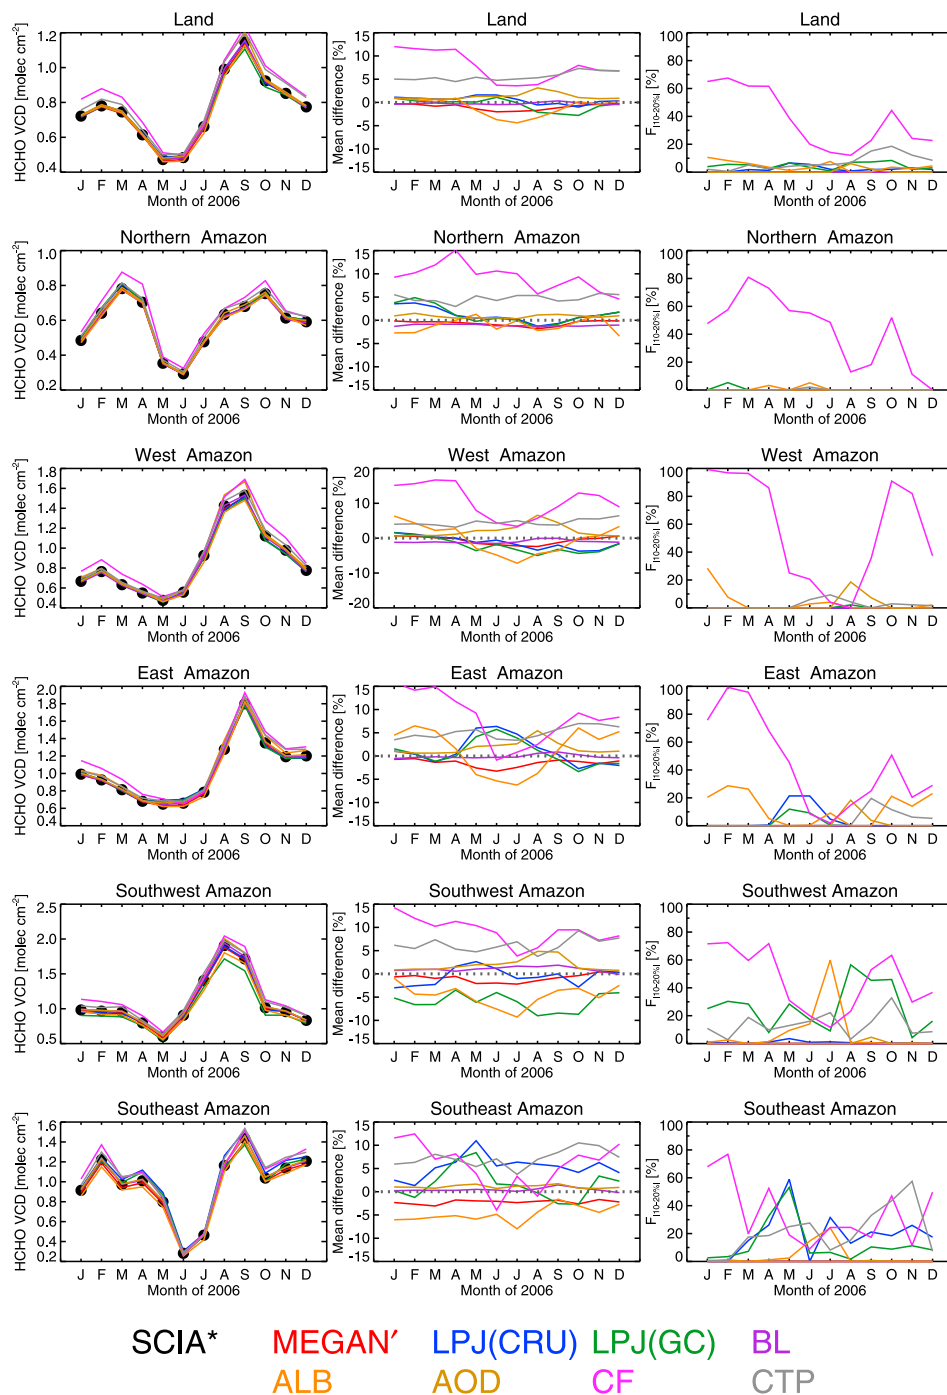 Land
HCHO VCD [molec cm⁻²]
1.2
1.0
0.8
0.6
0.4
J F M A M J J A S O N D
Month of 2006
Land
Mean difference [%]
15
10
5
0
-5
-10
-15
J F M A M J J A S O N D
Month of 2006
Land
F|10-20%| [%]
100
80
60
40
20
0
J F M A M J J A S O N D
Month of 2006
Northern Amazon
HCHO VCD [molec cm⁻²]
1.0
0.8
0.6
0.4
0.2
J F M A M J J A S O N D
Month of 2006
Northern Amazon
Mean difference [%]
15
10
5
0
-5
-10
-15
J F M A M J J A S O N D
Month of 2006
Northern Amazon
F|10-20%| [%]
100
80
60
40
20
0
J F M A M J J A S O N D
Month of 2006
West Amazon
HCHO VCD [molec cm⁻²]
1.8
1.6
1.4
1.2
1.0
0.8
0.6
0.4
J F M A M J J A S O N D
Month of 2006
West Amazon
Mean difference [%]
20
10
0
-10
-20
J F M A M J J A S O N D
Month of 2006
West Amazon
F|10-20%| [%]
100
80
60
40
20
0
J F M A M J J A S O N D
Month of 2006
East Amazon
HCHO VCD [molec cm⁻²]
2.0
1.8
1.6
1.4
1.2
1.0
0.8
0.6
0.4
J F M A M J J A S O N D
Month of 2006
East Amazon
Mean difference [%]
15
10
5
0
-5
-10
-15
J F M A M J J A S O N D
Month of 2006
East Amazon
F|10-20%| [%]
100
80
60
40
20
0
J F M A M J J A S O N D
Month of 2006
Southwest Amazon
HCHO VCD [molec cm⁻²]
2.5
2.0
1.5
1.0
0.5
J F M A M J J A S O N D
Month of 2006
Southwest Amazon
Mean difference [%]
15
10
5
0
-5
-10
-15
J F M A M J J A S O N D
Month of 2006
Southwest Amazon
F|10-20%| [%]
100
80
60
40
20
0
J F M A M J J A S O N D
Month of 2006
Southeast Amazon
HCHO VCD [molec cm⁻²]
1.6
1.4
1.2
1.0
0.8
0.6
0.4
0.2
J F M A M J J A S O N D
Month of 2006
Southeast Amazon
Mean difference [%]
15
10
5
0
-5
-10
-15
J F M A M J J A S O N D
Month of 2006
Southeast Amazon
F|10-20%| [%]
100
80
60
40
20
0
J F M A M J J A S O N D
Month of 2006
SCIA* MEGAN′ LPJ(CRU) LPJ(GC) BL
ALB AOD CF CTP